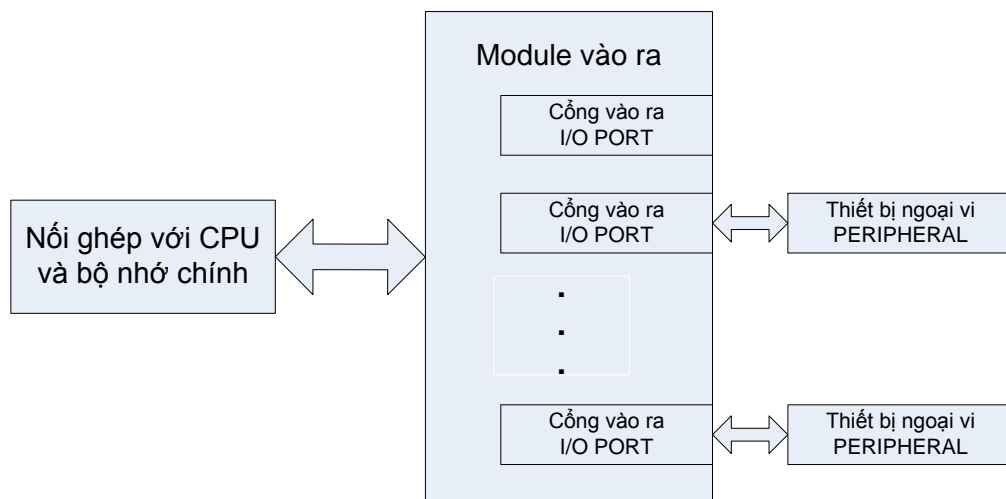 Module vào ra
Cổng vào ra
I/O PORT
Cổng vào ra
I/O PORT
Thiết bị ngoại vi
PERIPHERAL
Nối ghép với CPU
và bộ nhớ chính
.
.
.
Cổng vào ra
I/O PORT
Thiết bị ngoại vi
PERIPHERAL